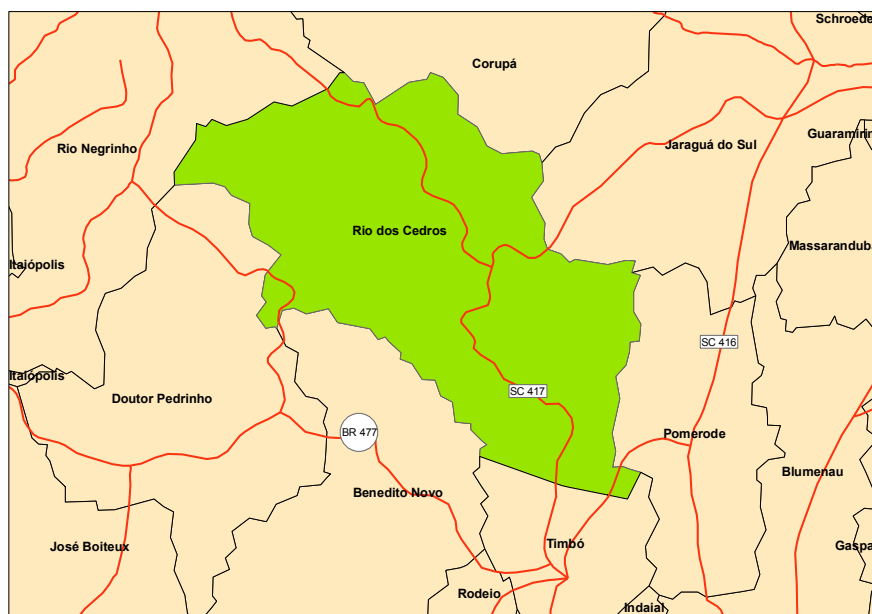 Schroede
Corupá
Guaramirin
Rio Negrinho
Jaraguá do Sul
Rio dos Cedros
Massaranduba
Itaiópolis
SC 416
Itaiópolis
SC 417
Doutor Pedrinho
BR 477
Pomerode
Blumenau
Benedito Novo
José Boiteux
Timbó
Gaspa
Rodeio
Indaial